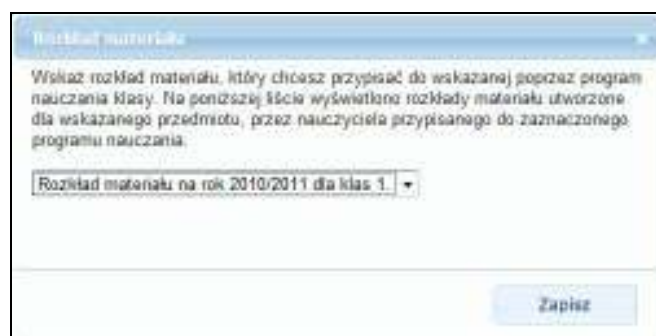 Rozkład materiału
Wskaż rozkład materiału, który chcesz przypisać do wskazanej poprzez program
nauczania klasy. Na poniższej liście wyświetlono rozkłady materiału utworzone
dla wskazanego przedmiotu, przez nauczyciela przypisanego do zaznaczonego
programu nauczania.
Rozkład materiału na rok 2010/2011 dla klas 1.
Zapisz